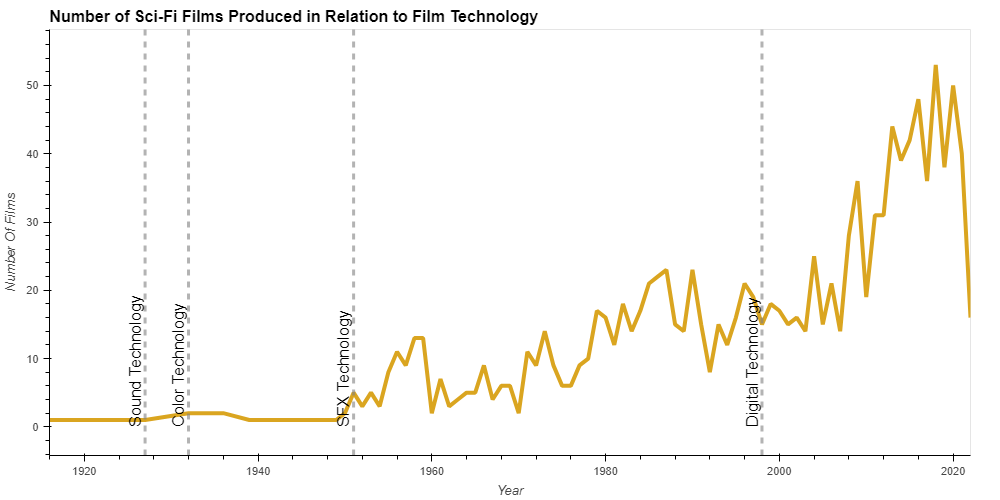 Number of Sci-Fi Films Produced in Relation to Film Technology
Number Of Films
50
40
30
20
10
0
Sound Technology
Color Technology
SFX Technology
Digital Technology
1920
1940
1960
1980
2000
2020
Year